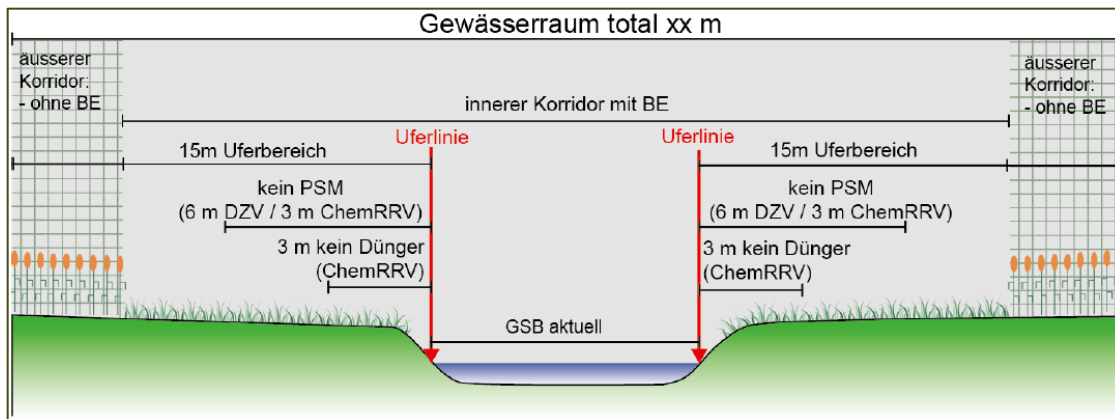 Gewässerraum total xx m
äusserer
Korridor:
- ohne BE
äusserer
Korridor:
- ohne BE
innerer Korridor mit BE
Uferlinie
Uferlinie
15m Uferbereich
15m Uferbereich
kein PSM
(6 m DZV / 3 m ChemRRV)
kein PSM
(6 m DZV / 3 m ChemRRV)
3 m kein Dünger
(ChemRRV)
3 m kein Dünger
(ChemRRV)
GSB aktuell